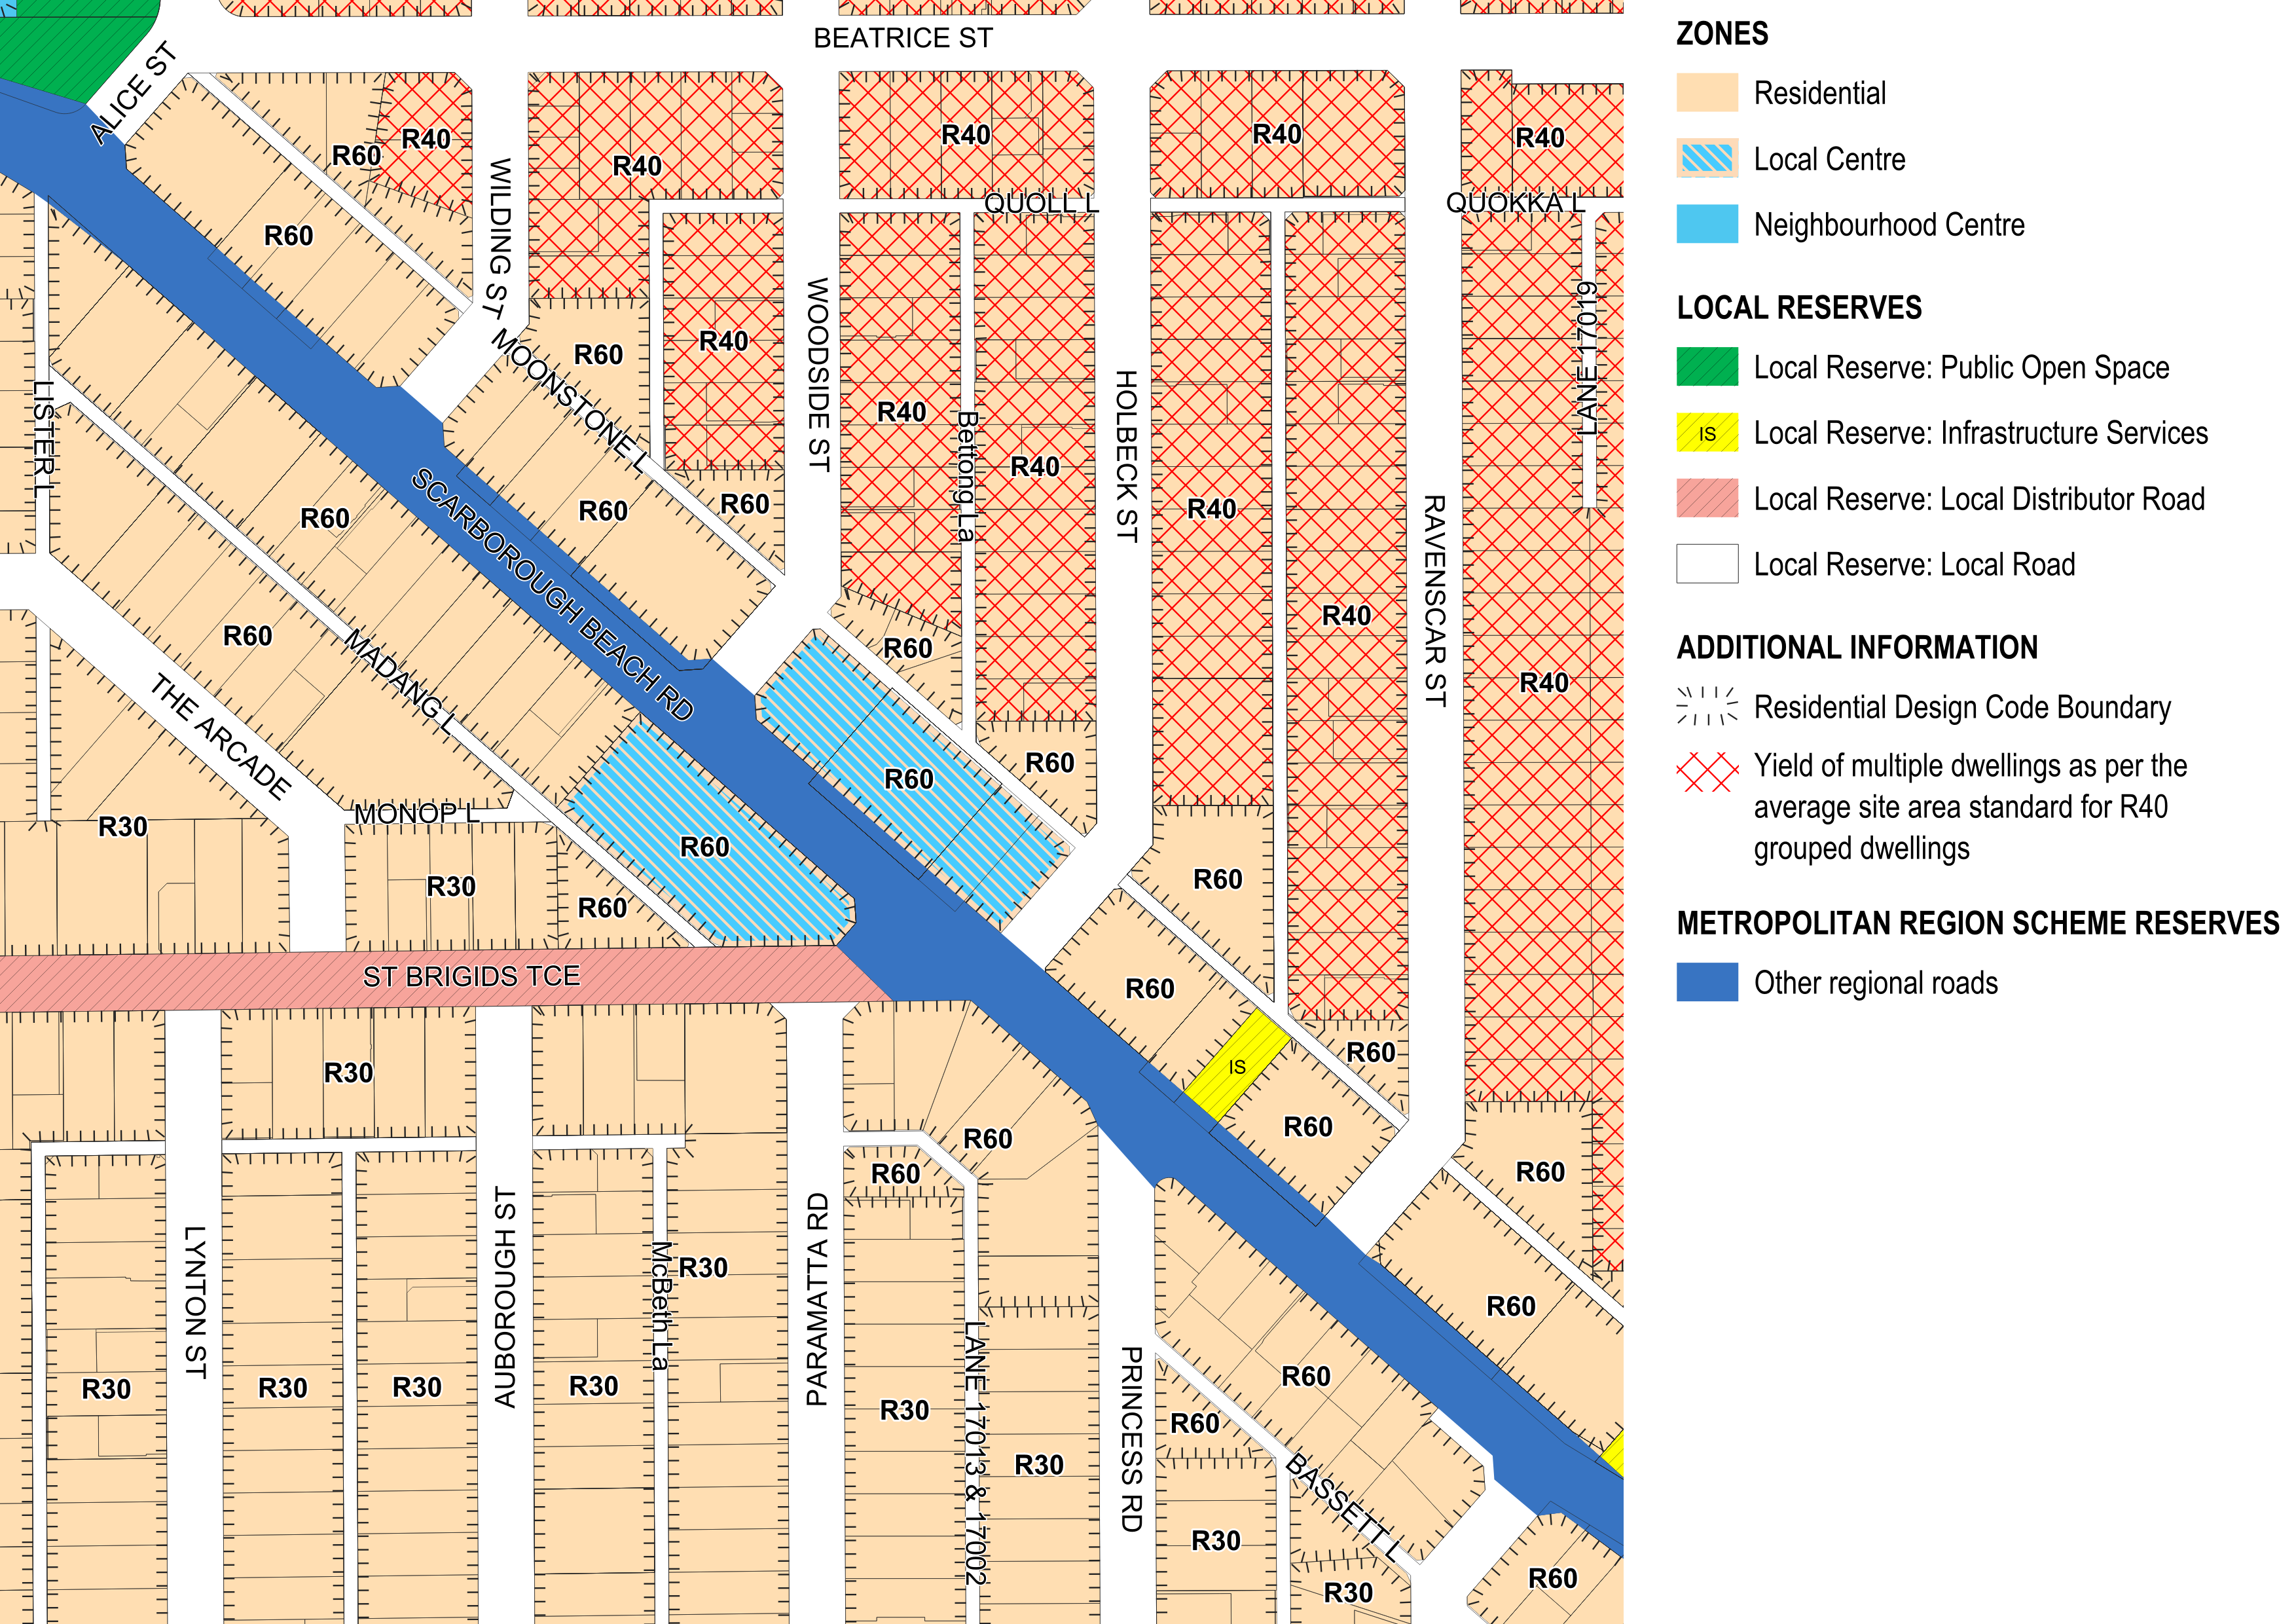 BEATRICE ST
ALICE ST
R60
R40
R40
R40
R40
R40
WILDING ST
QUOLL L
QUOKKA L
R60
MOONSTONE L
R60
R40
WOODSIDE ST
R40
Bettong La
R40
HOLBECK ST
R40
RAVENSCAR ST
LANE 17019
LISTER L
R60
SCARBOROUGH BEACH RD
R60
R60
R60
R40
R40
R60
MADANG L
THE ARCADE
R60
R60
R60
R30
MONOP L
R60
R30
R60
R60
ST BRIGIDS TCE
R60
IS
R60
R60
R30
R60
R60
R60
R60
LYNTON ST
AUBOROUGH ST
McBeth La
R30
PARAMATTA RD
R60
R30
R30
R30
R30
R30
LANE 17013 & 17002
R30
PRINCESS RD
R60
R60
BASSETT L
R30
R30
R60
ZONES
Residential
Local Centre
Neighbourhood Centre
LOCAL RESERVES
Local Reserve: Public Open Space
IS
Local Reserve: Infrastructure Services
Local Reserve: Local Distributor Road
Local Reserve: Local Road
ADDITIONAL INFORMATION
Residential Design Code Boundary
Yield of multiple dwellings as per the
average site area standard for R40
grouped dwellings
METROPOLITAN REGION SCHEME RESERVES
Other regional roads